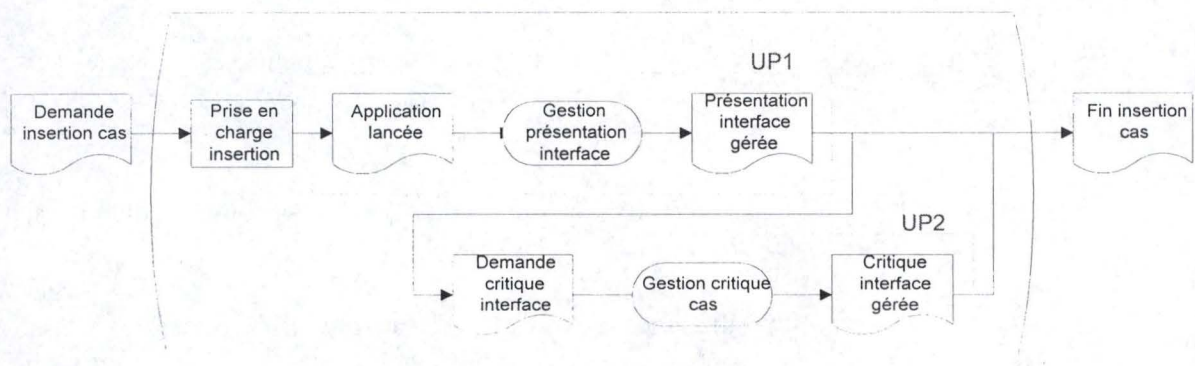 UP1
Demande
insertion cas
Prise en
charge
insertion
Application
lancée
Gestion
présentation
interface
Présentation
interface
gérée
Fin insertion
cas
UP2
Demande
critique
interface
Gestion critique
cas
Critique
interface
gérée